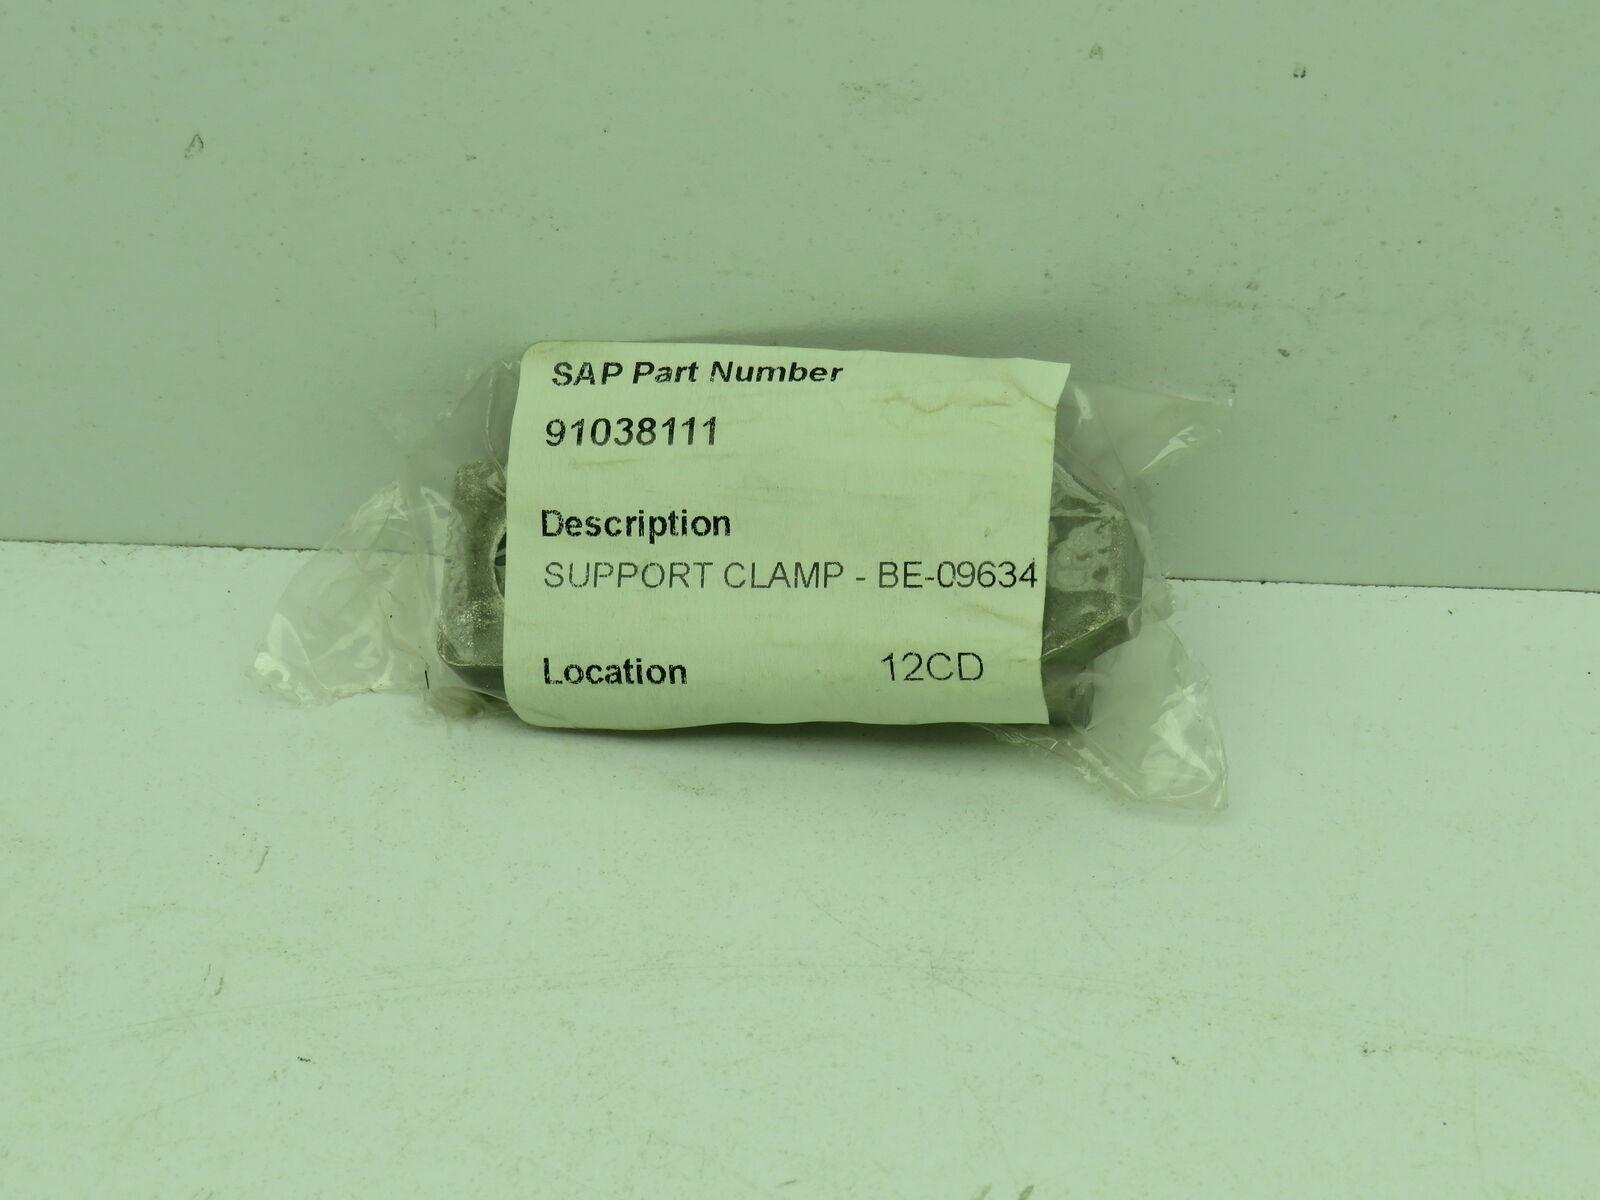 SAP Part Number
91038111
Description
SUPPORT CLAMP - BE-09634
Location 12CD